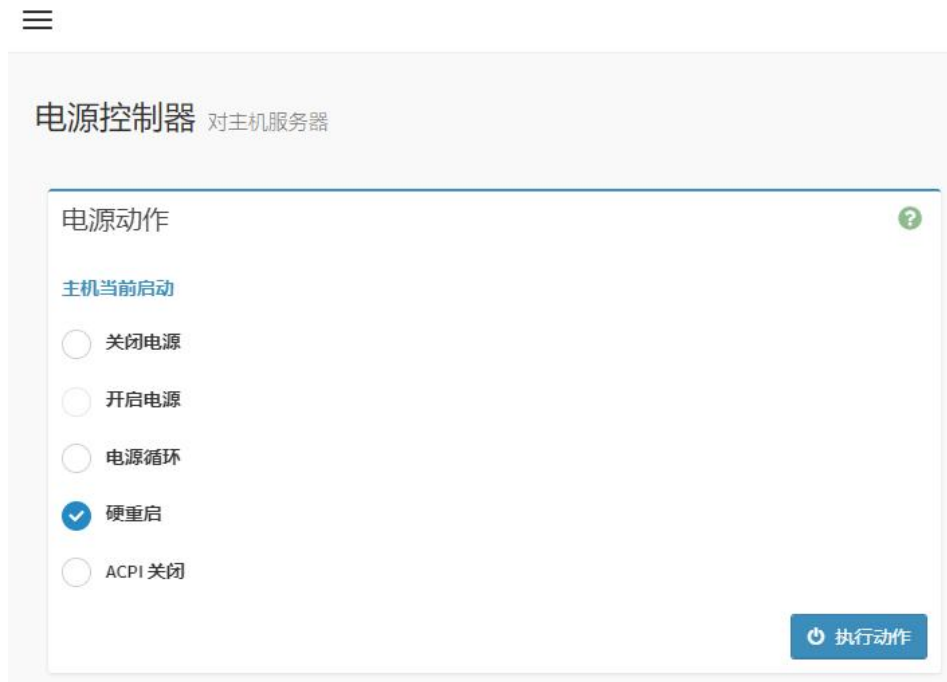 电源控制器 对主机服务器
电源动作
主机当前启动
关闭电源
开启电源
电源循环
硬重启
ACPI 关闭
执行动作